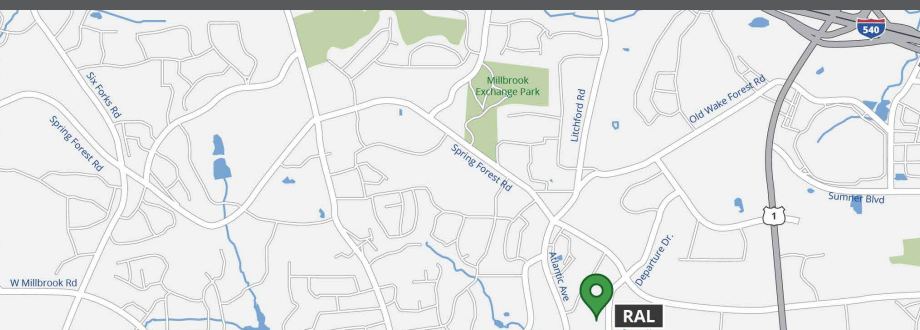 540
Six Forks Rd
Spring Forest Rd
Millbrook
Exchange Park
Litchford Rd
Old Wake Forest Rd
Spring Forest Rd
Sumner Blvd
1
Atlantic Ave
Departure Dr.
W Millbrook Rd
RAL